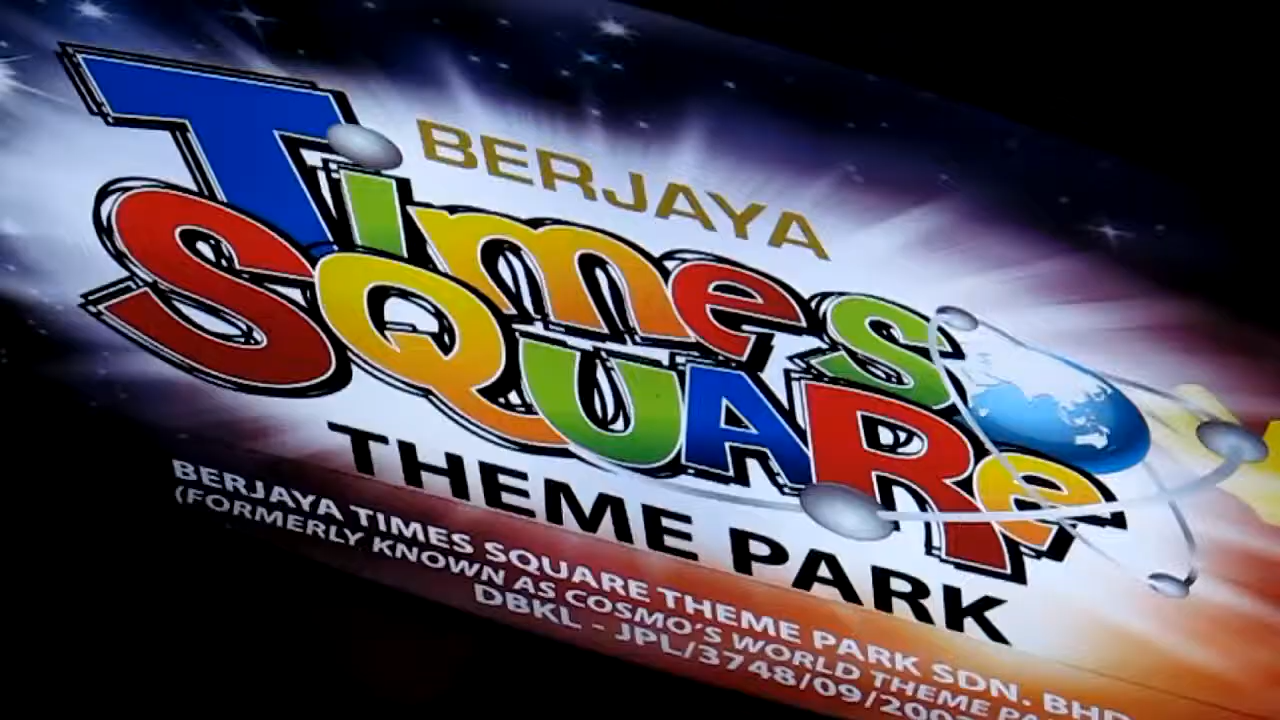 BERJAYA
Times
SQUARe
THEME PARK
BERJAYA TIMES SQUARE THEME PARK SDN. BHD
(FORMERLY KNOWN AS COSMO'S WORLD THEME
DBKL - JPL/3748/09/200